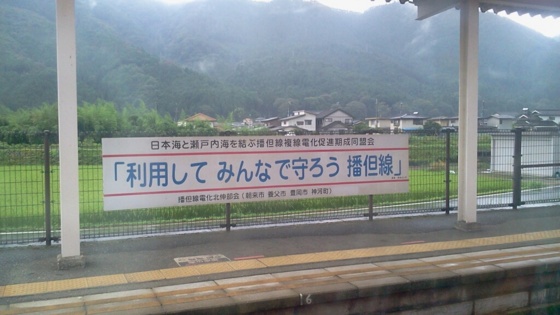 日本海と瀬戸内海を結ぶ播但線複線電化促進期成同盟会
「利用して みんなで守ろう 播但線」
播但線電化北伸部会（朝来市 養父市 豊岡市 神河町）
16